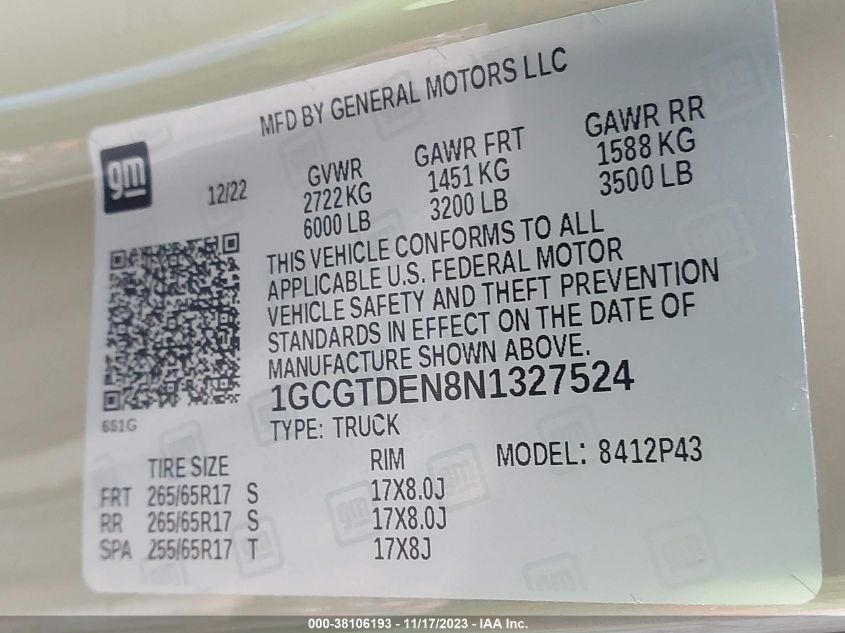 MFD BY GENERAL MOTORS LLC
gm
12/22
GVWR
2722 KG
6000 LB
GAWR FRT
1451 KG
3200 LB
GAWR RR
1588 KG
3500 LB
THIS VEHICLE CONFORMS TO ALL
APPLICABLE U.S. FEDERAL MOTOR
VEHICLE SAFETY AND THEFT PREVENTION
STANDARDS IN EFFECT ON THE DATE OF
MANUFACTURE SHOWN ABOVE.
1GCGTDEN8N1327524
651G
TYPE: TRUCK
MODEL: 8412P43
TIRE SIZE RIM
FRT 265/65R17 S 17X8.0J
RR 265/65R17 S 17X8.0J
SPA 255/65R17 T 17X8J
000-38106193 - 11/17/2023 - IAA Inc.